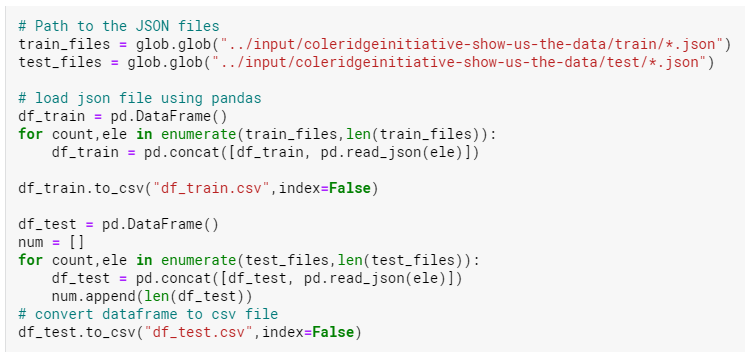 # Path to the JSON files
train_files = glob.glob("../input/coleridgeinitiative-show-us-the-data/train/*.json")
test_files = glob.glob("../input/coleridgeinitiative-show-us-the-data/test/*.json")

# load json file using pandas
df_train = pd.DataFrame()
for count,ele in enumerate(train_files,len(train_files)):
    df_train = pd.concat([df_train, pd.read_json(ele)])

df_train.to_csv("df_train.csv",index=False)

df_test = pd.DataFrame()
num = []
for count,ele in enumerate(test_files,len(test_files)):
    df_test = pd.concat([df_test, pd.read_json(ele)])
    num.append(len(df_test))
# convert dataframe to csv file
df_test.to_csv("df_test.csv",index=False)